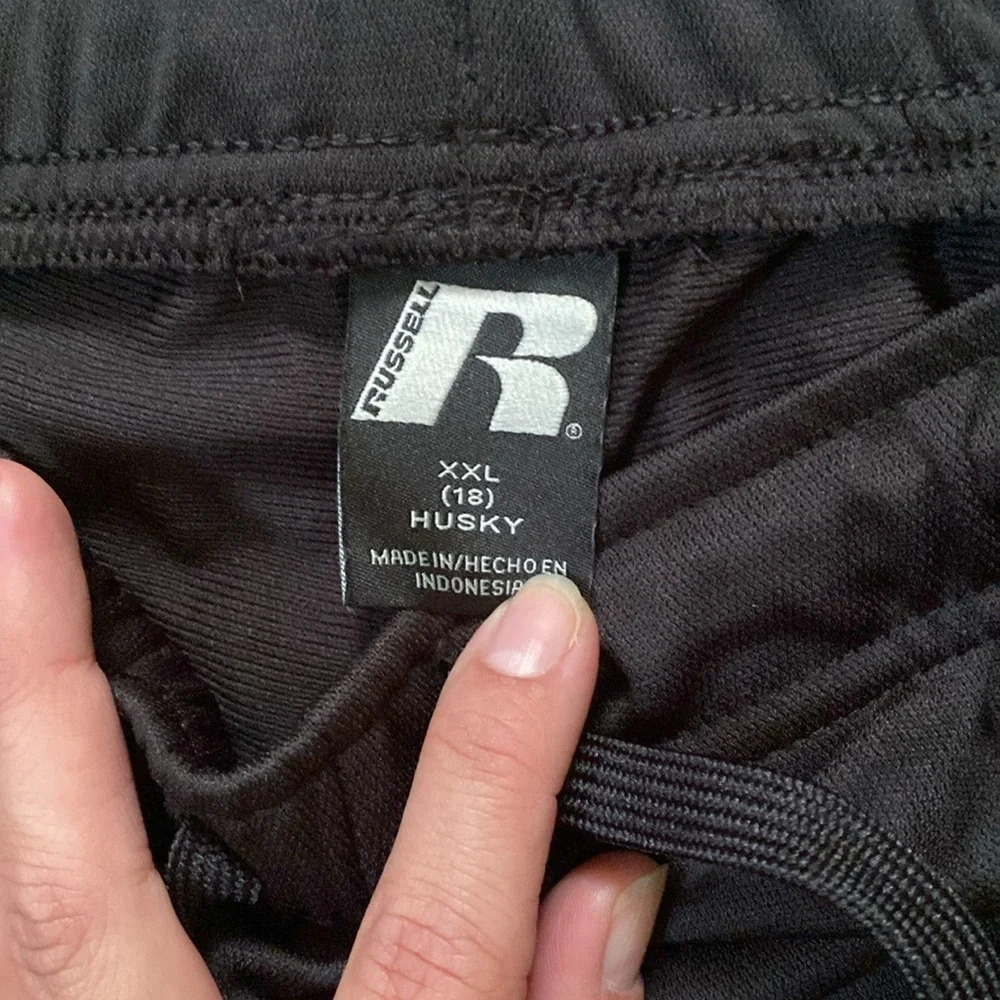 RUSSELL
R
®
XXL
(18)
HUSKY
MADE IN/HECHO EN
INDONESIA